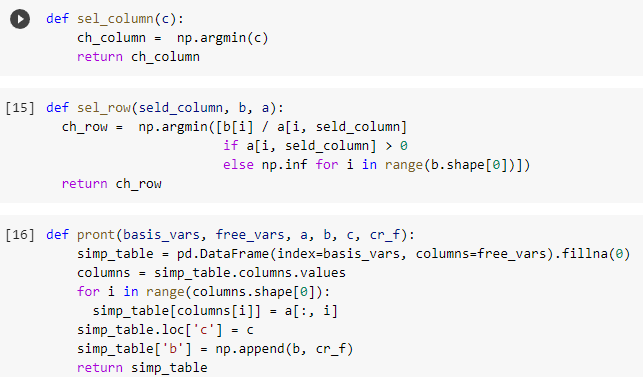 def sel_column(c):
    ch_column =  np.argmin(c)
    return ch_column
[15] def sel_row(seld_column, b, a):
  ch_row =  np.argmin([b[i] / a[i, seld_column]
                       if a[i, seld_column] > 0
                       else np.inf for i in range(b.shape[0])])
  return ch_row
[16] def pront(basis_vars, free_vars, a, b, c, cr_f):
    simp_table = pd.DataFrame(index=basis_vars, columns=free_vars).fillna(0)
    columns = simp_table.columns.values
    for i in range(columns.shape[0]):
      simp_table[columns[i]] = a[:, i]
    simp_table.loc['c'] = c
    simp_table['b'] = np.append(b, cr_f)
    return simp_table